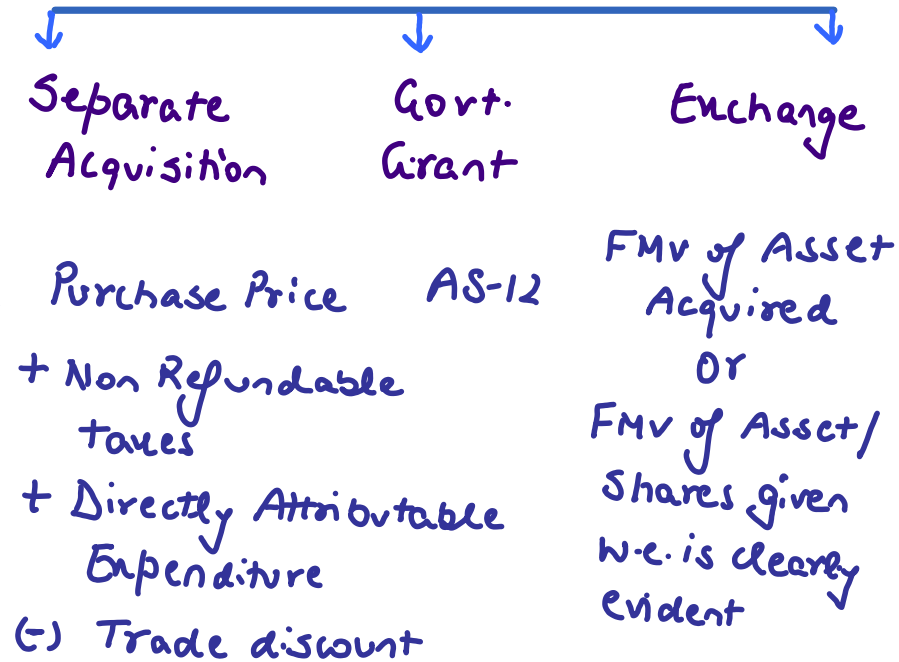 Separate
Acquisition
Purchase Price
+ Non Refundable
taxes
+ Directly Attributable
Expenditure
(-) Trade discount
Govt.
Grant
AS-12
Exchange
FMV of Asset
Acquired
Or
FMV of Asset/
Shares given
w.e. is clearly
evident